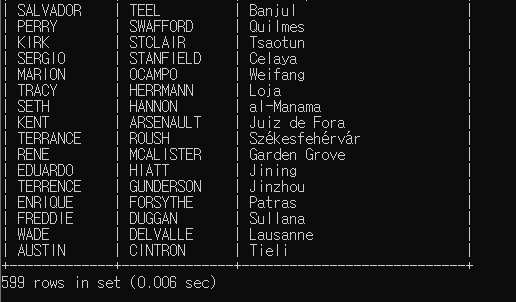 | SALVADOR | TEEL | Banjul |
| PERRY | SWAFFORD | Quilmes |
| KIRK | STCLAIR | Tsaotun |
| SERGIO | STANFIELD | Celaya |
| MARION | OCAMPO | Weifang |
| TRACY | HERRMANN | Loja |
| SETH | HANNON | al-Manama |
| KENT | ARSENAULT | Juiz de Fora |
| TERRANCE | ROUSH | Székesfehérvár |
| RENE | MCALISTER | Garden Grove |
| EDUARDO | HIATT | Jining |
| TERRENCE | GUNDERSON | Jinzhou |
| ENRIQUE | FORSYTHE | Patras |
| FREDDIE | DUGGAN | Sullana |
| WADE | DELVALLE | Lausanne |
| AUSTIN | CINTRON | Tieli |
599 rows in set (0.006 sec)